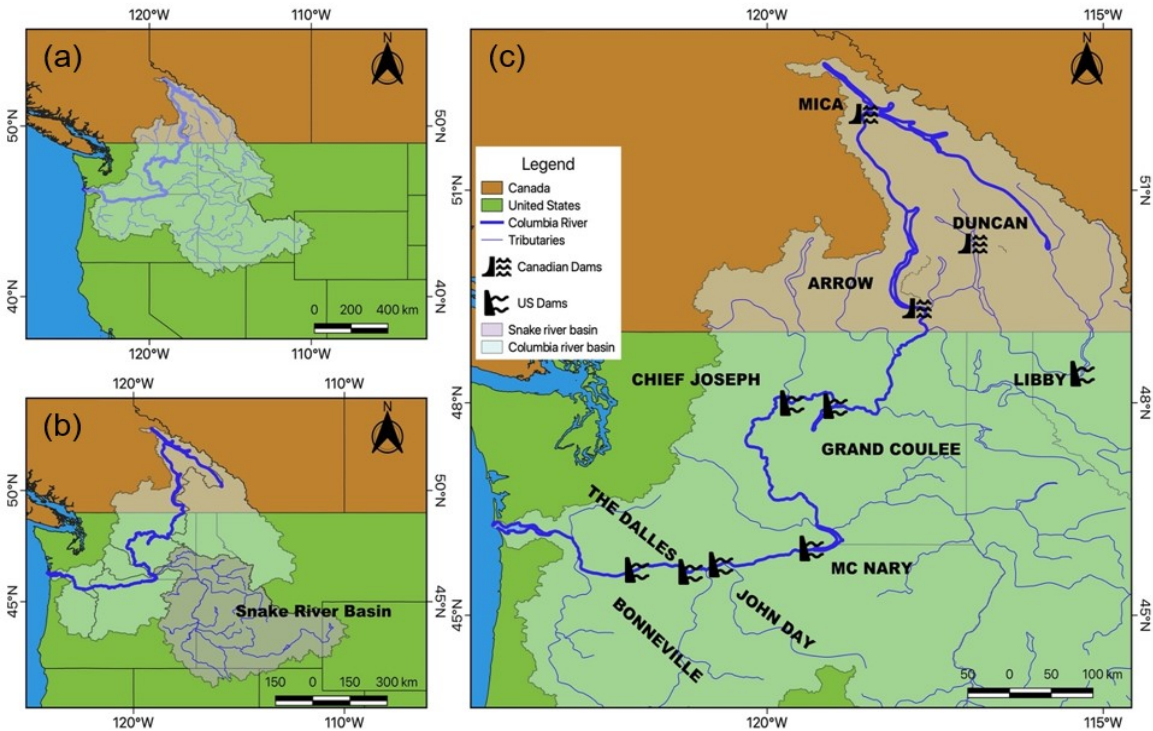 120°W
110°W
(a)
N
50°N
50°N
40°N
40°N
0 200 400 km
120°W
110°W
120°W
110°W
(b)
N
50°N
50°N
45°N
45°N
Snake River Basin
150 0 150 300 km
120°W
110°W
120°W
115°W
(c)
N
MICA
51°N
51°N
DUNCAN
ARROW
Legend
Canada
United States
Columbia River
Tributaries
Canadian Dams
US Dams
Snake river basin
Columbia river basin
CHIEF JOSEPH
LIBBY
48°N
48°N
GRAND COULEE
THE DALLES
MC NARY
JOHN DAY
BONNEVILLE
45°N
45°N
50 0 50 100 km
120°W
115°W